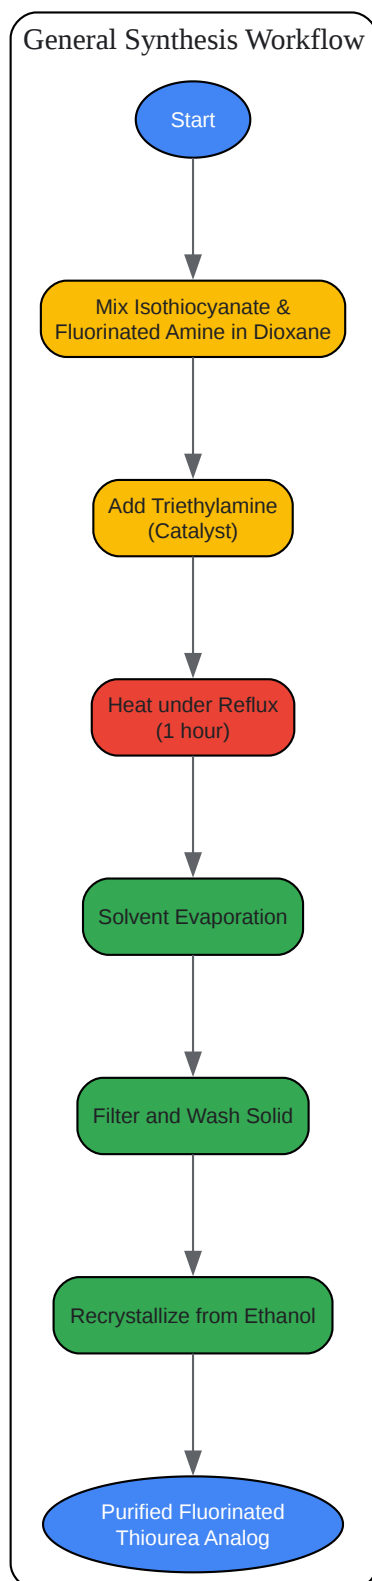 General Synthesis Workflow
Start
Mix Isothiocyanate &
Fluorinated Amine in Dioxane
Add Triethylamine
(Catalyst)
Heat under Reflux
(1 hour)
Solvent Evaporation
Filter and Wash Solid
Recrystallize from Ethanol
Purified Fluorinated
Thiourea Analog